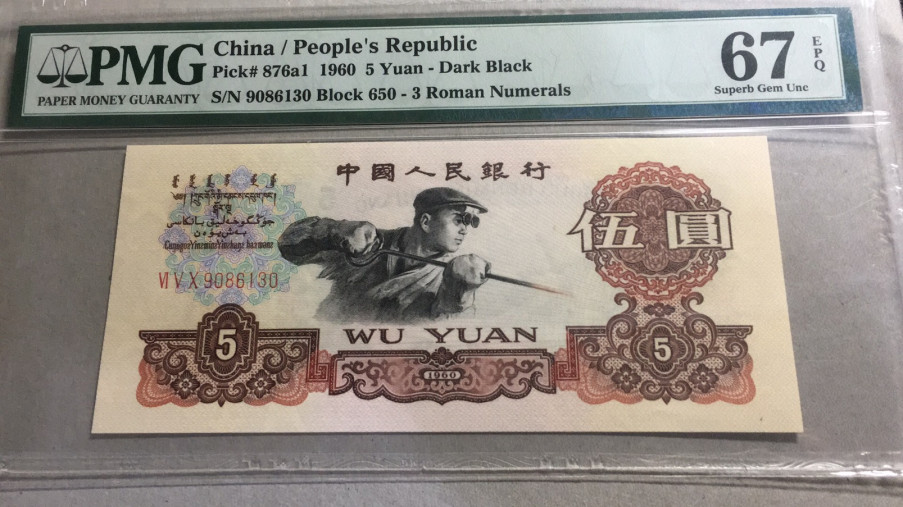 PMG
PAPER MONEY GUARANTY
China / People's Republic
Pick# 876a1 1960 5 Yuan - Dark Black
S/N 9086130 Block 650 - 3 Roman Numerals
67
EPQ
Superb Gem Unc
中國人民銀行
伍圓
VI V X 9086130
WU YUAN
5
1960
5